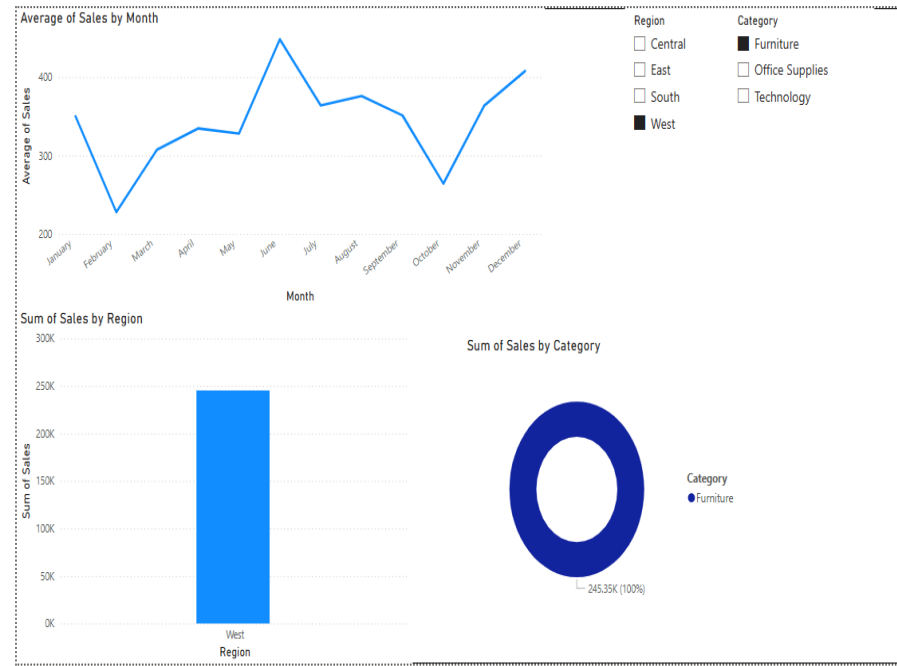 Average of Sales by Month
Average of Sales
400
300
200
January
February
March
April
May
June
July
August
September
October
November
December
Month
Region
Central
East
South
West
Category
Furniture
Office Supplies
Technology
Sum of Sales by Region
Sum of Sales
300K
250K
200K
150K
100K
50K
0K
West
Region
Sum of Sales by Category
245.35K (100%)
Category
Furniture